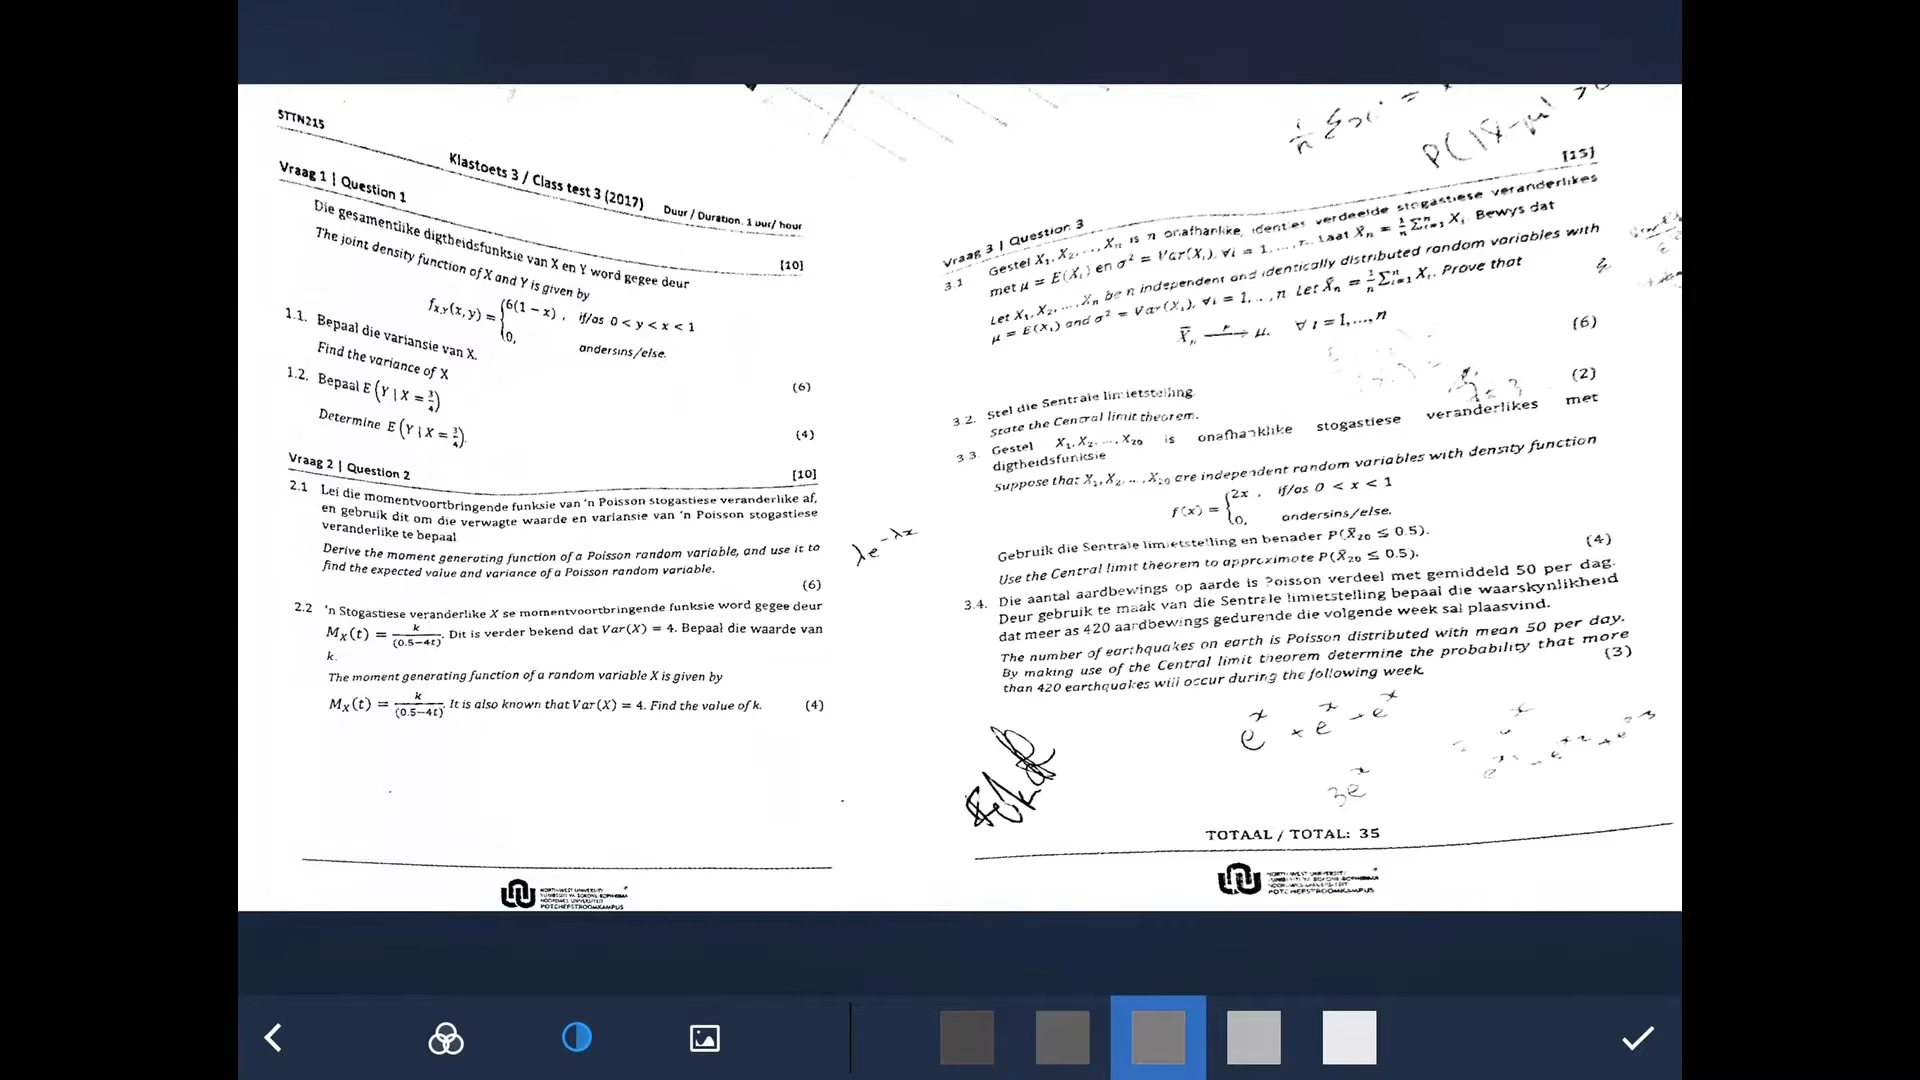 STTN215
Klastoets 3 / Class test 3 (2017)
Duur / Duration. 1 uur/ hour
Vraag 1 | Question 1
[10]
Die gesamentlike digtheidsfunksie van X en Y word gegee deur
The joint density function of X and Y is given by
f_{X,Y}(x, y) = {6(1 − x) , if/as 0 < y < x < 1
0, andersins/else.
1.1. Bepaal die variansie van X.
Find the variance of X
(6)
1.2. Bepaal E(Y | X = 3/4)
Determine E(Y | X = 3/4).
(4)
Vraag 2 | Question 2
[10]
2.1 Lei die momentvoortbringende funksie van 'n Poisson stogastiese veranderlike af,
en gebruik dit om die verwagte waarde en variansie van 'n Poisson stogastiese
veranderlike te bepaal
Derive the moment generating function of a Poisson random variable, and use it to
find the expected value and variance of a Poisson random variable.
(6)
2.2 'n Stogastiese veranderlike X se momentvoortbringende funksie word gegee deur
M_X(t) = k/(0.5−4t). Dit is verder bekend dat Var(X) = 4. Bepaal die waarde van
k.
The moment generating function of a random variable X is given by
M_X(t) = k/(0.5−4t). It is also known that Var(X) = 4. Find the value of k. (4)
λe^{-λx}
NORTH-WEST UNIVERSITY
POTCHEFSTROOMKAMPUS
[15]
Vraag 3 | Question 3
3.1 Gestel X₁, X₂, ..., Xₙ is n onafhanklike, identies verdeelde stogastiese veranderlikes
met μ = E(Xᵢ) en σ² = Var(Xᵢ), ∀i = 1, ..., n. Laat X̄ₙ = 1/n Σⁿᵢ₌₁ Xᵢ. Bewys dat
Let X₁, X₂, ..., Xₙ be n independent and identically distributed random variables with
μ = E(Xᵢ) and σ² = Var(Xᵢ), ∀i = 1, .., n Let X̄ₙ = 1/n Σⁿᵢ₌₁ Xᵢ. Prove that
X̄ₙ —P→ μ. ∀ i = 1,...,n
(6)
3.2. Stel die Sentrale limietstelling.
State the Central limit theorem.
(2)
3.3. Gestel X₁, X₂, ..., X₂₀ is onafhanklike stogastiese veranderlikes met
digtheidsfunksie
Suppose that X₁, X₂, ..., X₂₀ are independent random variables with density function
f(x) = {2x , if/as 0 < x < 1
0, andersins/else.
Gebruik die Sentrale limietstelling en benader P(X̄₂₀ ≤ 0.5).
Use the Central limit theorem to approximate P(X̄₂₀ ≤ 0.5).
(4)
3.4. Die aantal aardbewings op aarde is Poisson verdeel met gemiddeld 50 per dag.
Deur gebruik te maak van die Sentrale limietstelling bepaal die waarskynlikheid
dat meer as 420 aardbewings gedurende die volgende week sal plaasvind.
The number of earthquakes on earth is Poisson distributed with mean 50 per day.
By making use of the Central limit theorem determine the probability that more
than 420 earthquakes will occur during the following week.
(3)
e^x × e^x × e^x
3e^x
TOTAAL / TOTAL: 35
NORTH-WEST UNIVERSITY
POTCHEFSTROOMKAMPUS